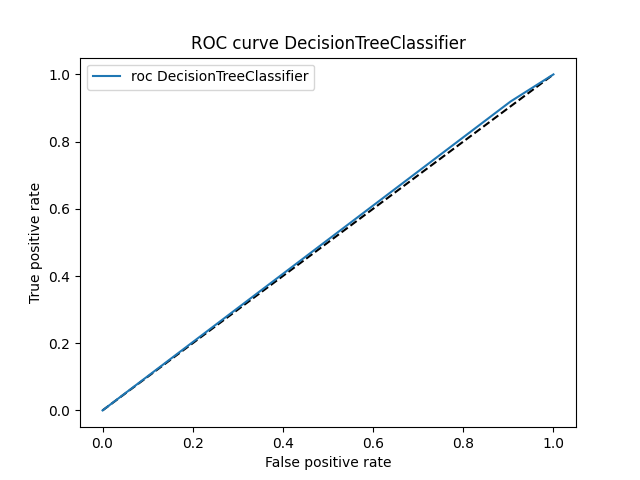 ROC curve DecisionTreeClassifier
roc DecisionTreeClassifier
1.0
0.8
0.6
0.4
0.2
0.0
True positive rate
0.0 0.2 0.4 0.6 0.8 1.0
False positive rate